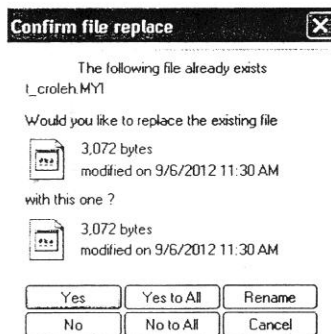 Confirm file replace
The following file already exists
t_croleh.MYI
Would you like to replace the existing file
3,072 bytes
modified on 9/6/2012 11:30 AM
with this one ?
3,072 bytes
modified on 9/6/2012 11:30 AM
Yes Yes to All Rename
No No to All Cancel